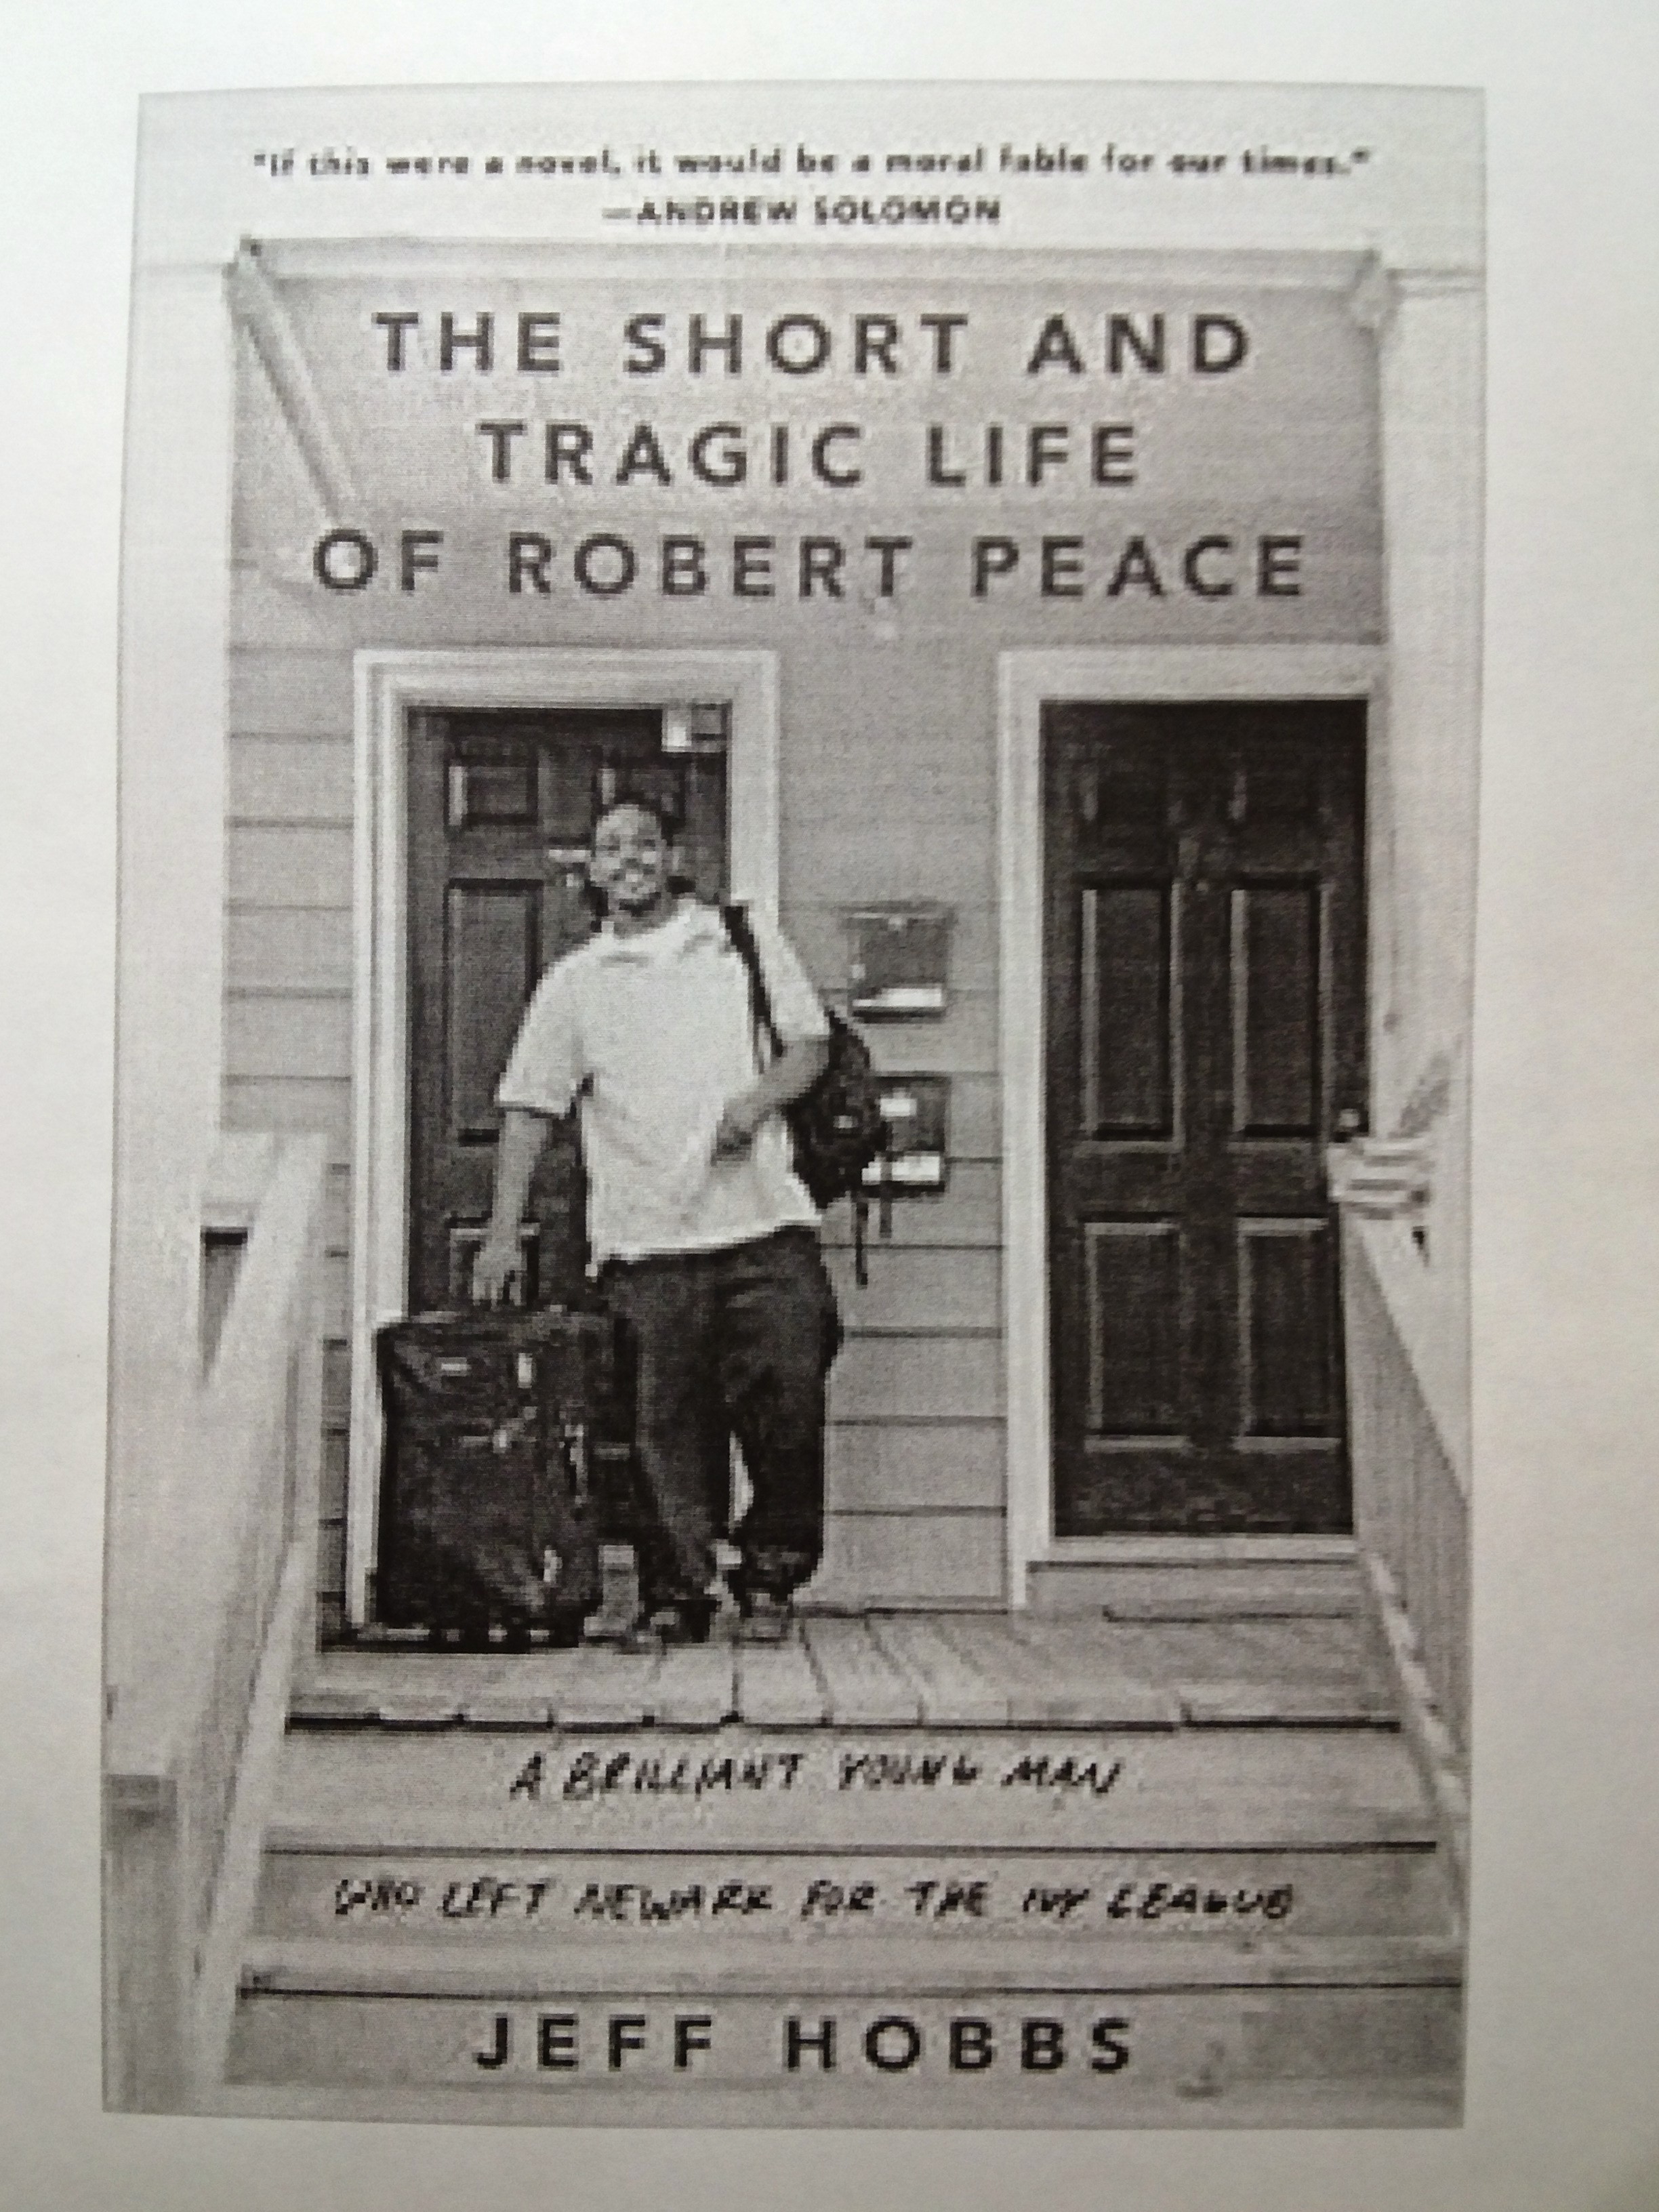 "If this were a novel, it would be a moral fable for our times."
—ANDREW SOLOMON
THE SHORT AND
TRAGIC LIFE
OF ROBERT PEACE
A BRILLIANT YOUNG MAN
WHO LEFT NEWARK FOR THE IVY LEAGUE
JEFF HOBBS